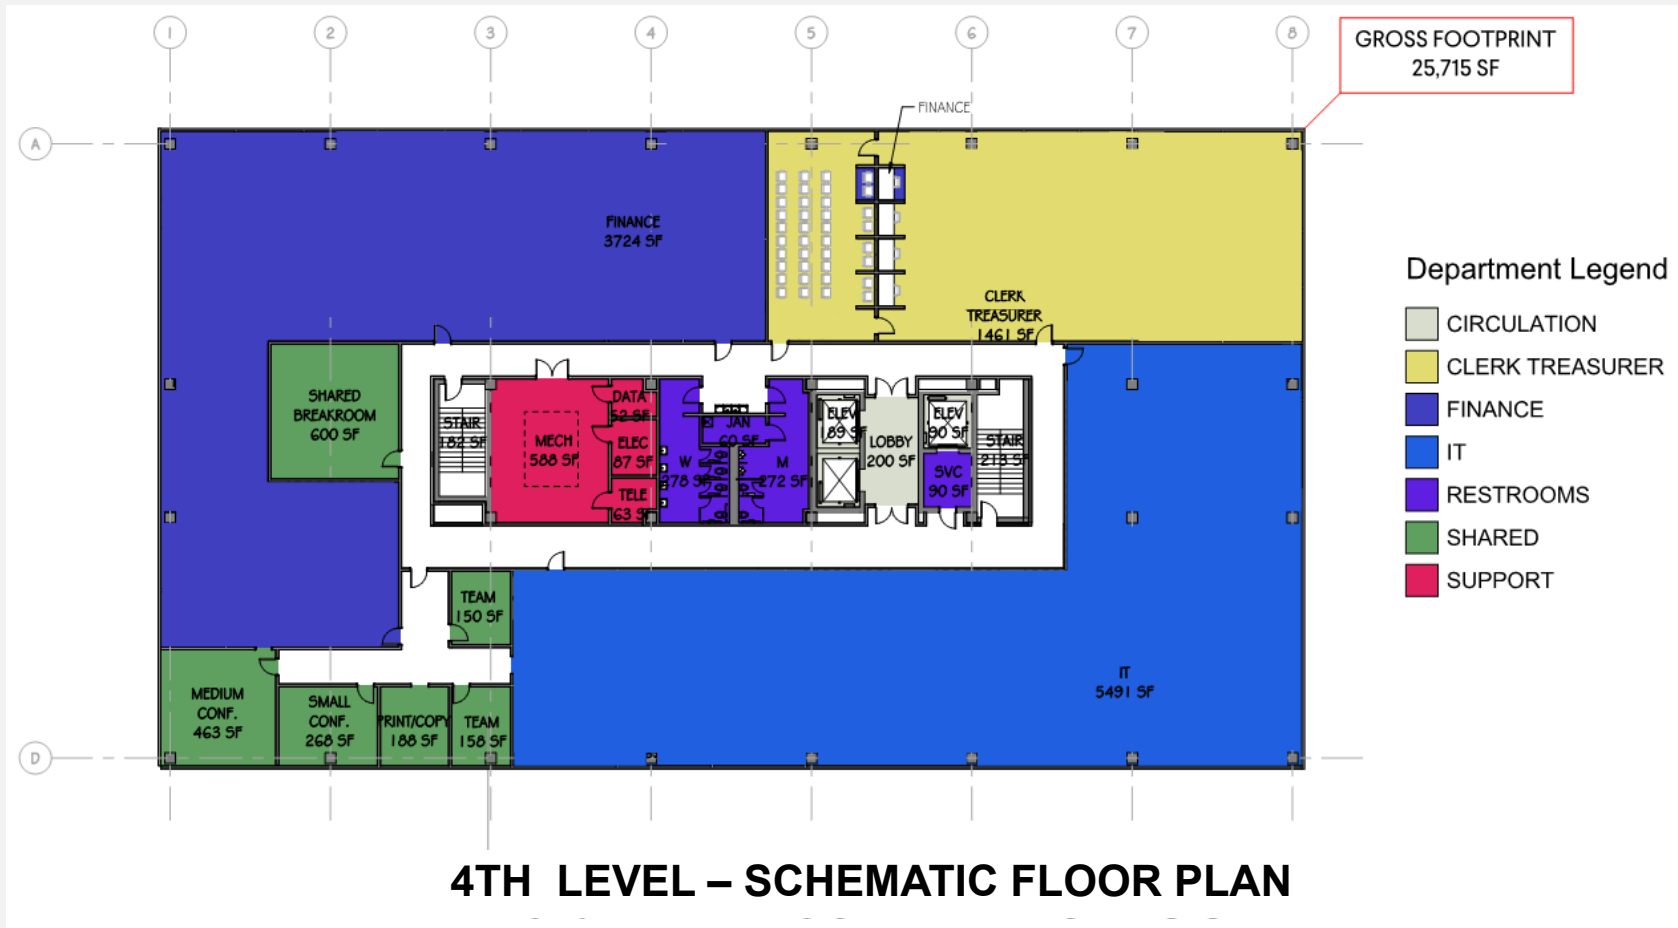 1 2 3 4 5 6 7 8
GROSS FOOTPRINT
25,715 SF
FINANCE
A
FINANCE
3724 SF
CLERK
TREASURER
1461 SF
Department Legend
CIRCULATION
CLERK TREASURER
FINANCE
IT
RESTROOMS
SHARED
SUPPORT
SHARED
BREAKROOM
600 SF
STAIR
182 SF
MECH
588 SF
DATA
52 SF
ELEC
87 SF
TELE
63 SF
W
278 SF
JAN
60 SF
M
272 SF
ELEV
189 SF
LOBBY
200 SF
ELEV
90 SF
SVC
90 SF
STAIR
213 SF
TEAM
150 SF
MEDIUM
CONF.
463 SF
SMALL
CONF.
268 SF
PRINT/COPY
188 SF
TEAM
158 SF
IT
5491 SF
D
4TH LEVEL – SCHEMATIC FLOOR PLAN